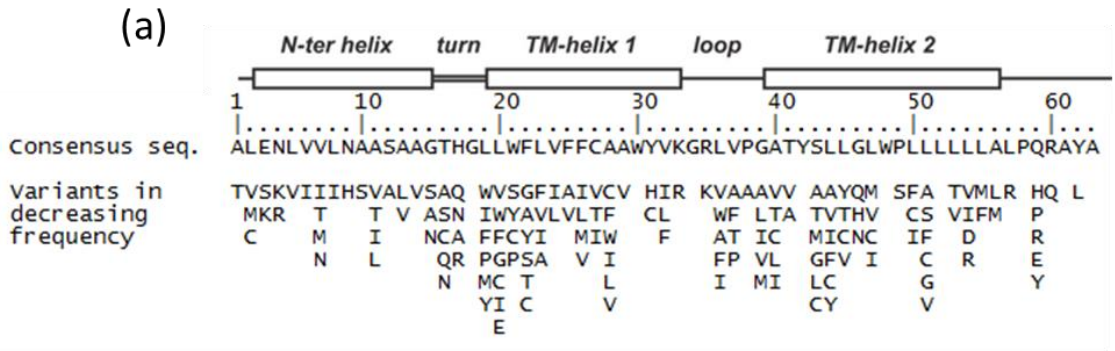 (a)
N-ter helix turn TM-helix 1 loop TM-helix 2
1 10 20 30 40 50 60
|........|.........|.........|.........|.........|.........|...
Consensus seq. ALENLVVLNAASAAGTHGLLWFLVFFCAAWYVKGRLVPGATYSLLGLWPLLLLLLALPQRAYA
Variants in TVSKVIIIHSVALVSAQ WVSGFIAIVCV HIR KVAAAVV AAYQM SFA TVMLR HQ L
decreasing MKR T T V ASN IWYAVLVLTF CL WF LTA TVTHV CS VIFM P
frequency C M I NCA FFCYI MIW F AT IC MICNC IF D R
N L QR PGPSA V I FP VL GFV I C R E
N MC T L I MI LC G Y
YI C V CY V
E